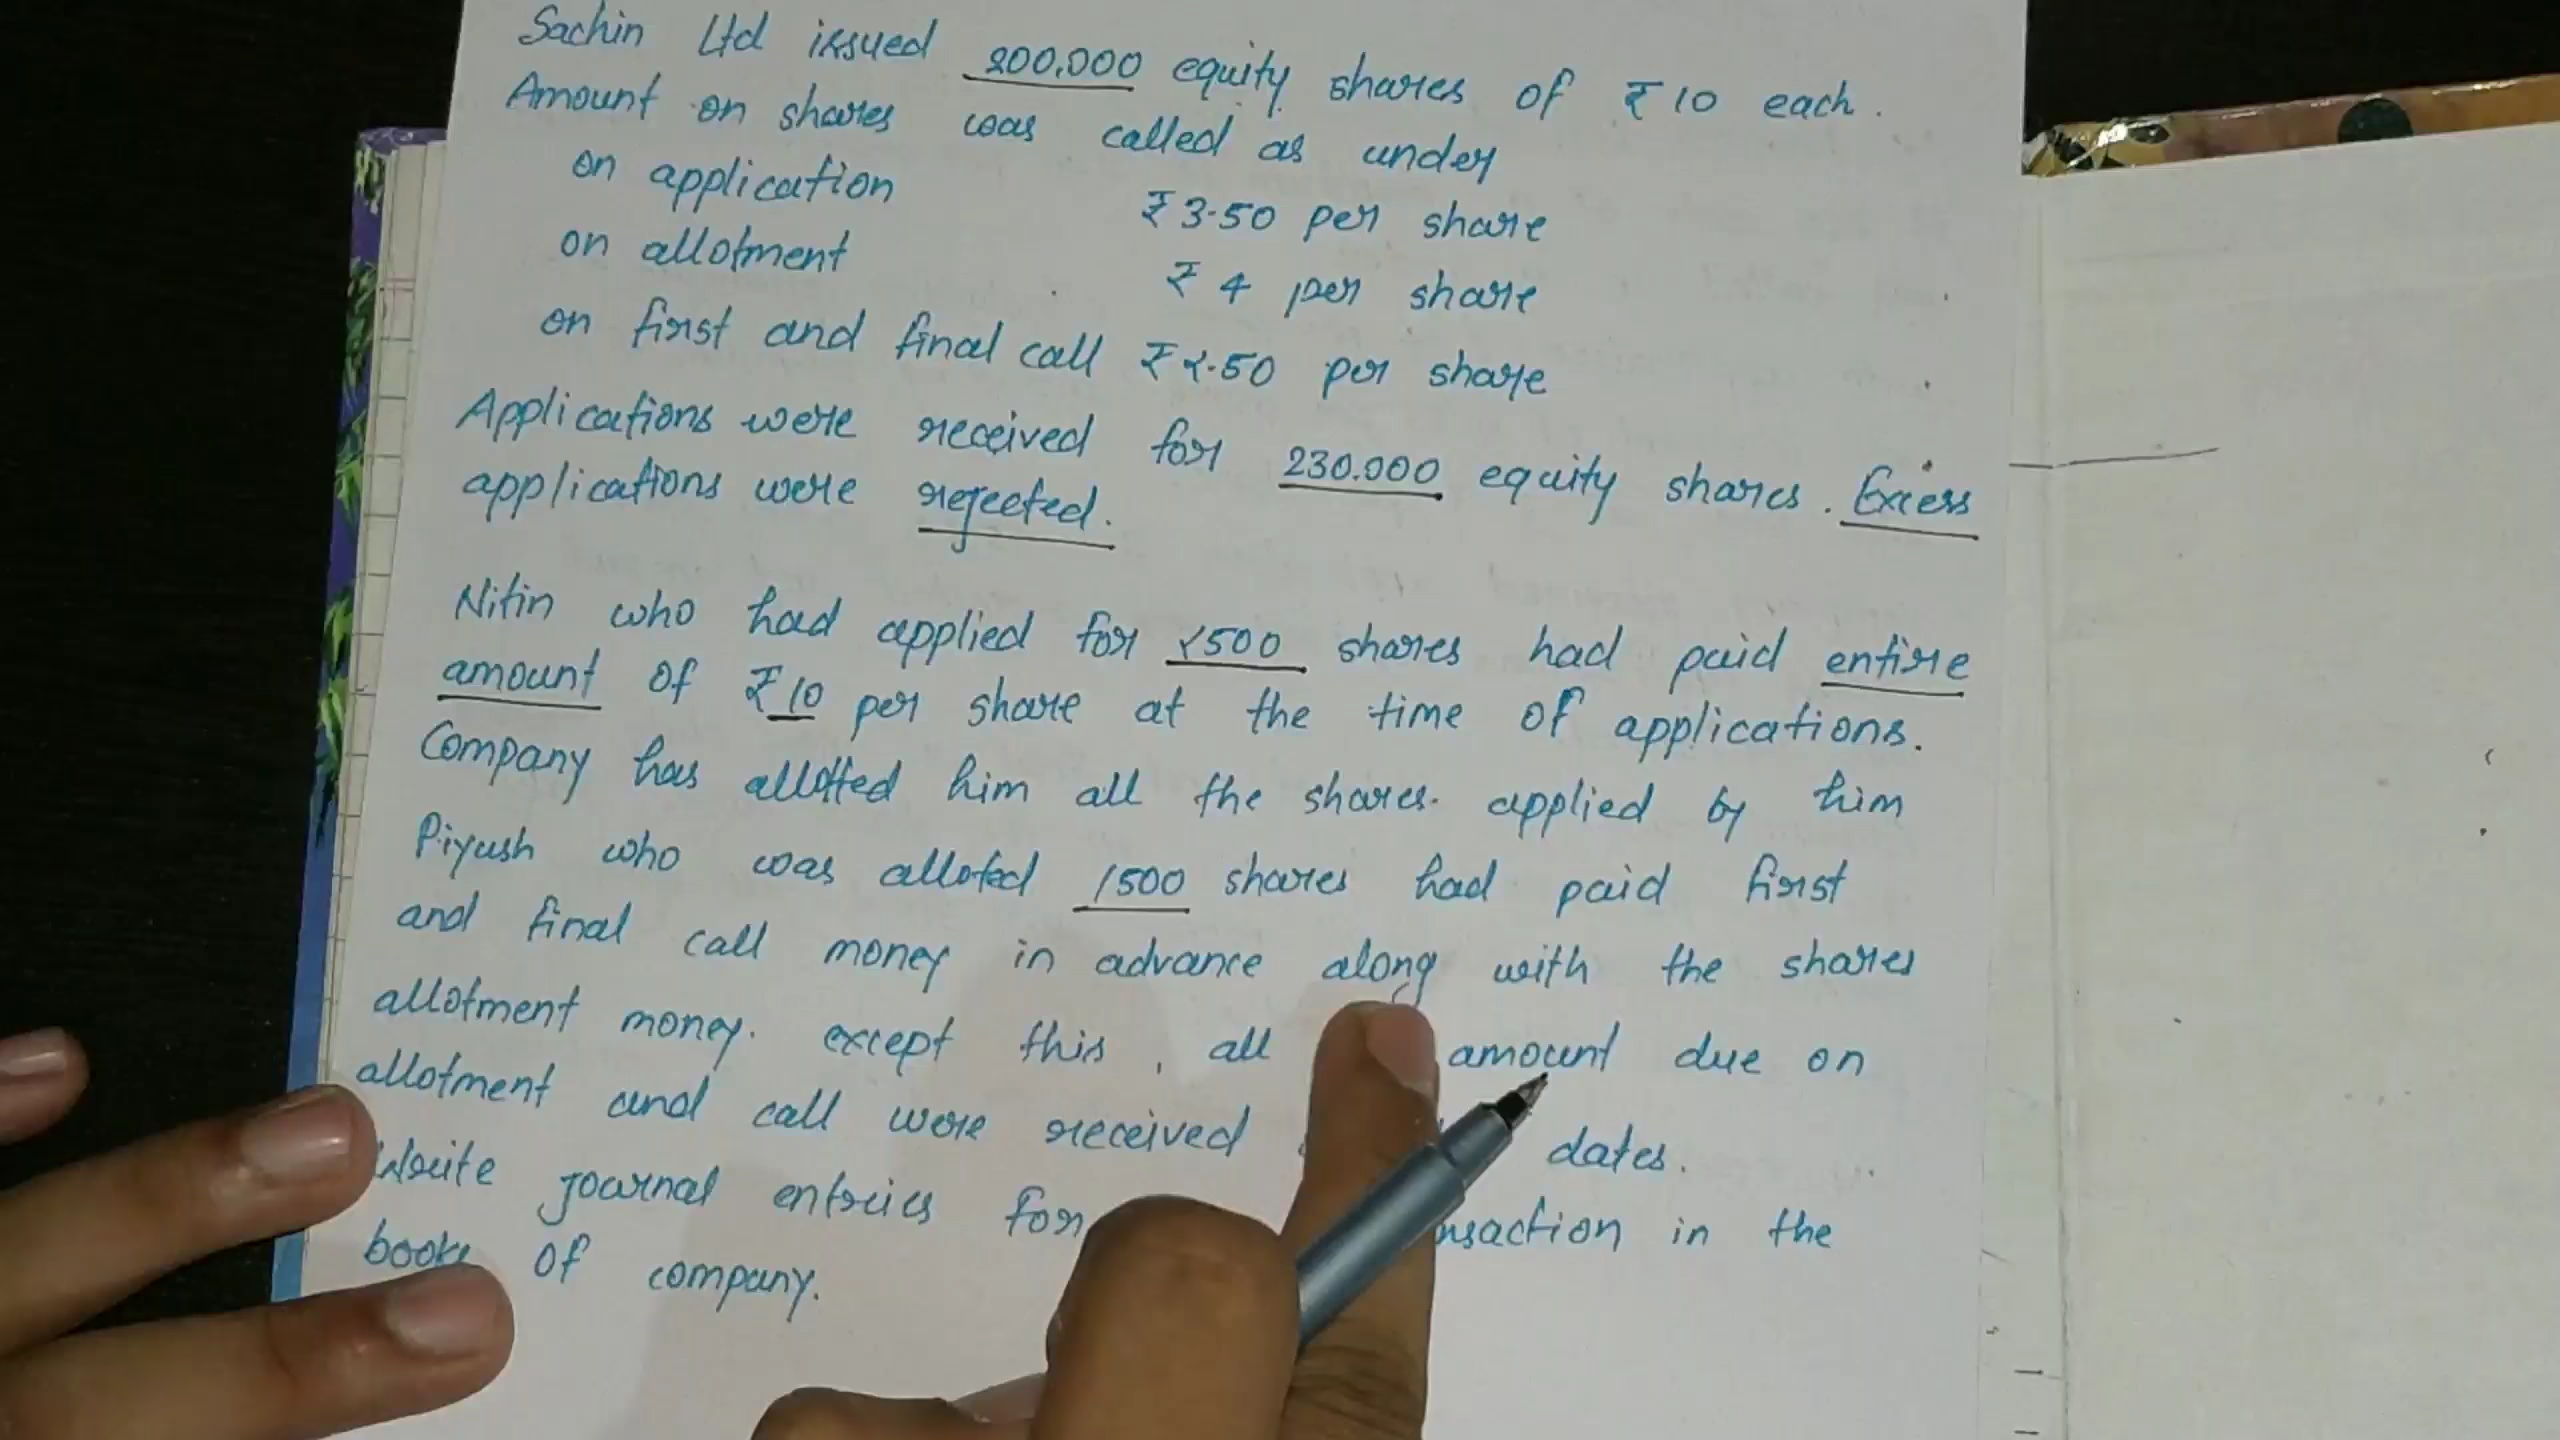 Sachin Ltd issued 200,000 equity shares of ₹10 each.
Amount on shares was called as under
on application ₹3.50 per share
on allotment ₹4 per share
on first and final call ₹2.50 per share
Applications were received for 230.000 equity shares. Excess
applications were rejected.
Nitin who had applied for 2500 shares had paid entire
amount of ₹10 per share at the time of applications.
Company has allotted him all the shares. applied by him
Piyush who was alloted 1500 shares had paid first
and final call money in advance along with the shares
allotment money. except this, all amount due on
allotment and call were received dates.
Write journal entries for in the
books of company.